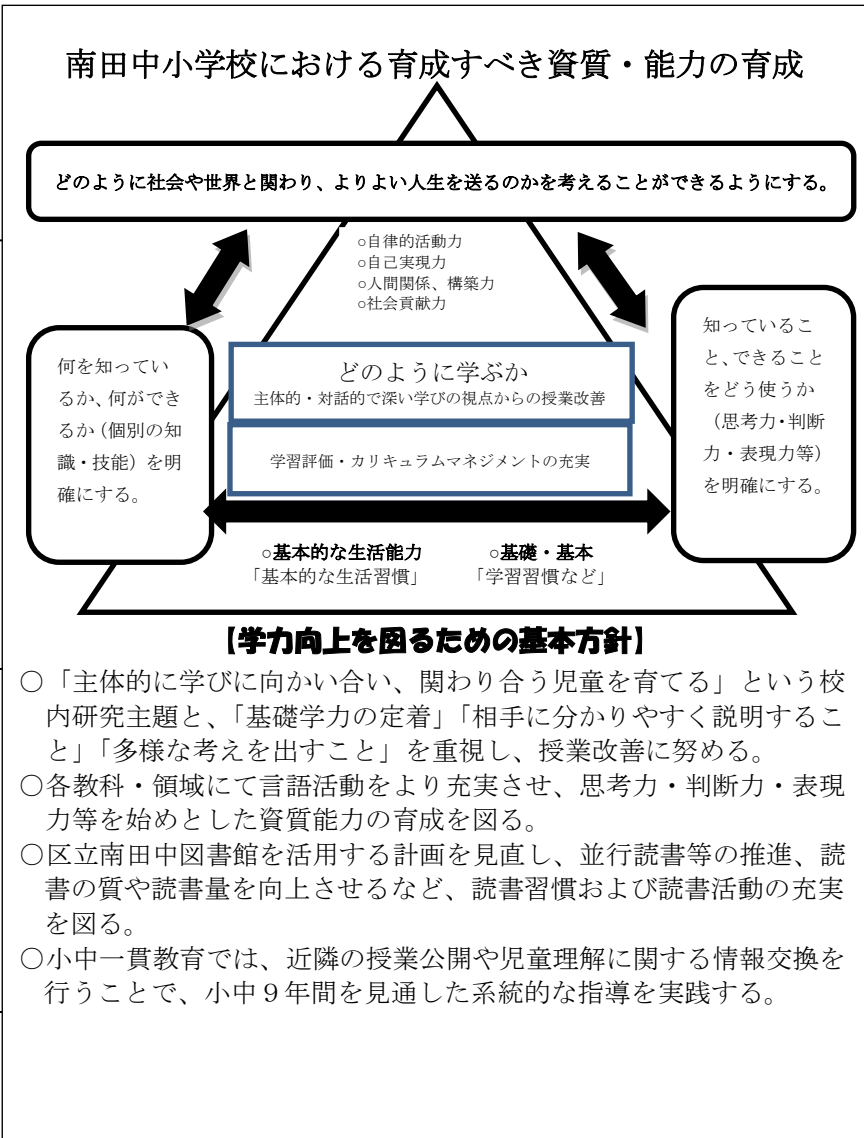 南田中小学校における育成すべき資質・能力の育成
どのように社会や世界と関わり、よりよい人生を送るのかを考えることができるようにする。
○自律的活動力
○自己実現力
○人間関係、構築力
○社会貢献力
何を知ってい
るか、何ができ
るか（個別の知
識・技能）を明
確にする。
どのように学ぶか
主体的・対話的で深い学びの視点からの授業改善
学習評価・カリキュラムマネジメントの充実
知っているこ
と、できること
をどう使うか
（思考力・判断
力・表現力等）
を明確にする。
○基本的な生活能力 ○基礎・基本
「基本的な生活習慣」 「学習習慣など」
【学力向上を図るための基本方針】
○「主体的に学びに向かい合い、関わり合う児童を育てる」という校
内研究主題と、「基礎学力の定着」「相手に分かりやすく説明するこ
と」「多様な考えを出すこと」を重視し、授業改善に努める。
○各教科・領域にて言語活動をより充実させ、思考力・判断力・表現
力等を始めとした資質能力の育成を図る。
○区立南田中図書館を活用する計画を見直し、並行読書等の推進、読
書の質や読書量を向上させるなど、読書習慣および読書活動の充実
を図る。
○小中一貫教育では、近隣の授業公開や児童理解に関する情報交換を
行うことで、小中９年間を見通した系統的な指導を実践する。